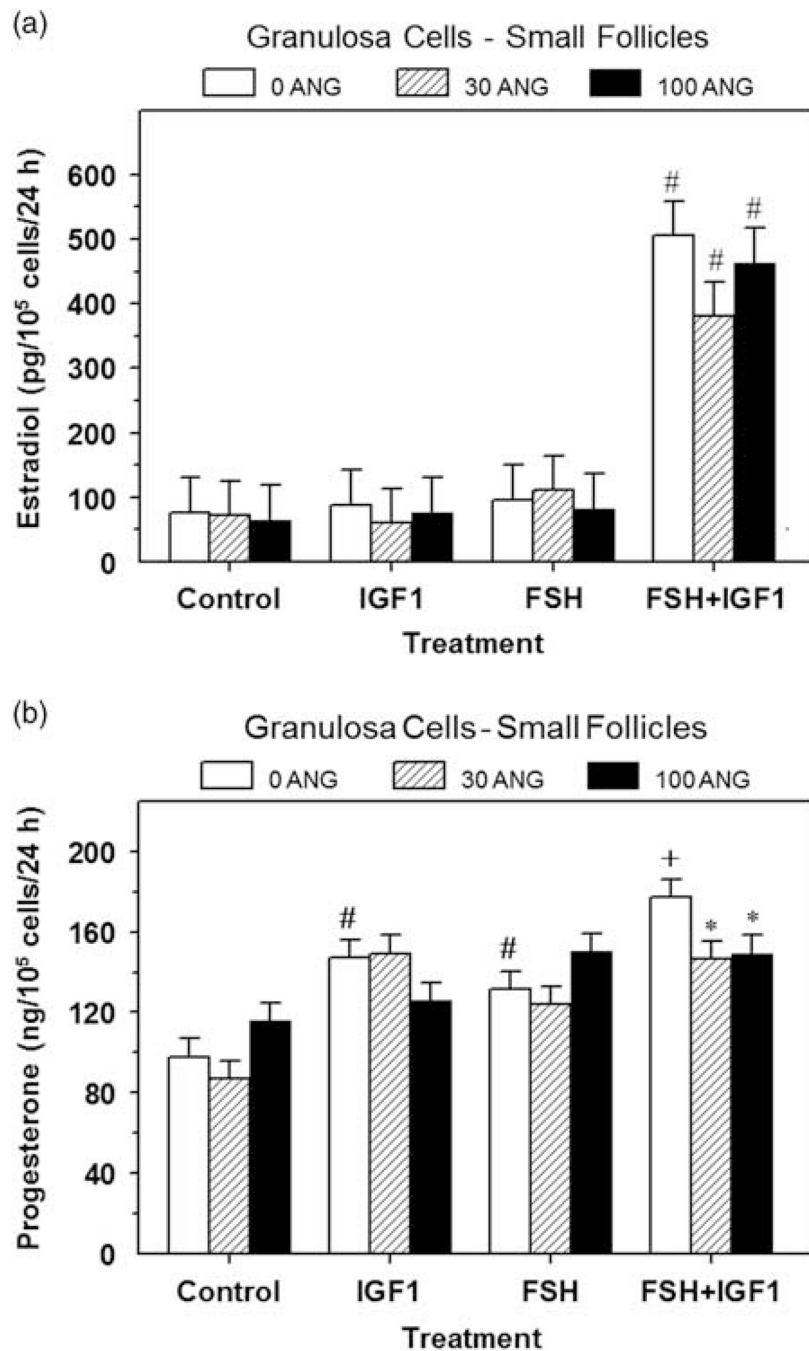 (a)
Granulosa Cells - Small Follicles
0 ANG 30 ANG 100 ANG
Estradiol (pg/10⁵ cells/24 h)
600
500
400
300
200
100
0
# # #
Control IGF1 FSH FSH+IGF1
Treatment
(b)
Granulosa Cells - Small Follicles
0 ANG 30 ANG 100 ANG
Progesterone (ng/10⁵ cells/24 h)
200
160
120
80
40
0
# # + * *
Control IGF1 FSH FSH+IGF1
Treatment